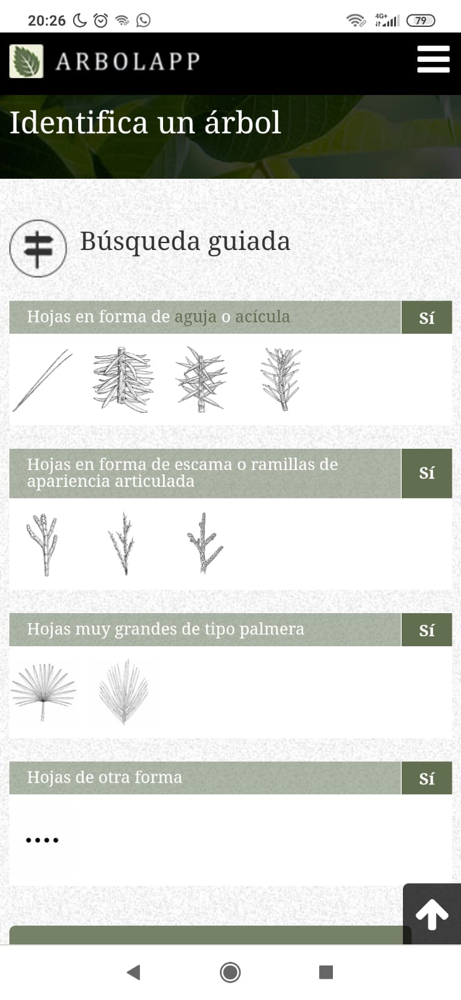 20:26 4G+ 79
ARBOLAPP
Identifica un árbol
Búsqueda guiada
Hojas en forma de aguja o acícula Sí
Hojas en forma de escama o ramillas de
apariencia articulada Sí
Hojas muy grandes de tipo palmera Sí
Hojas de otra forma Sí
....